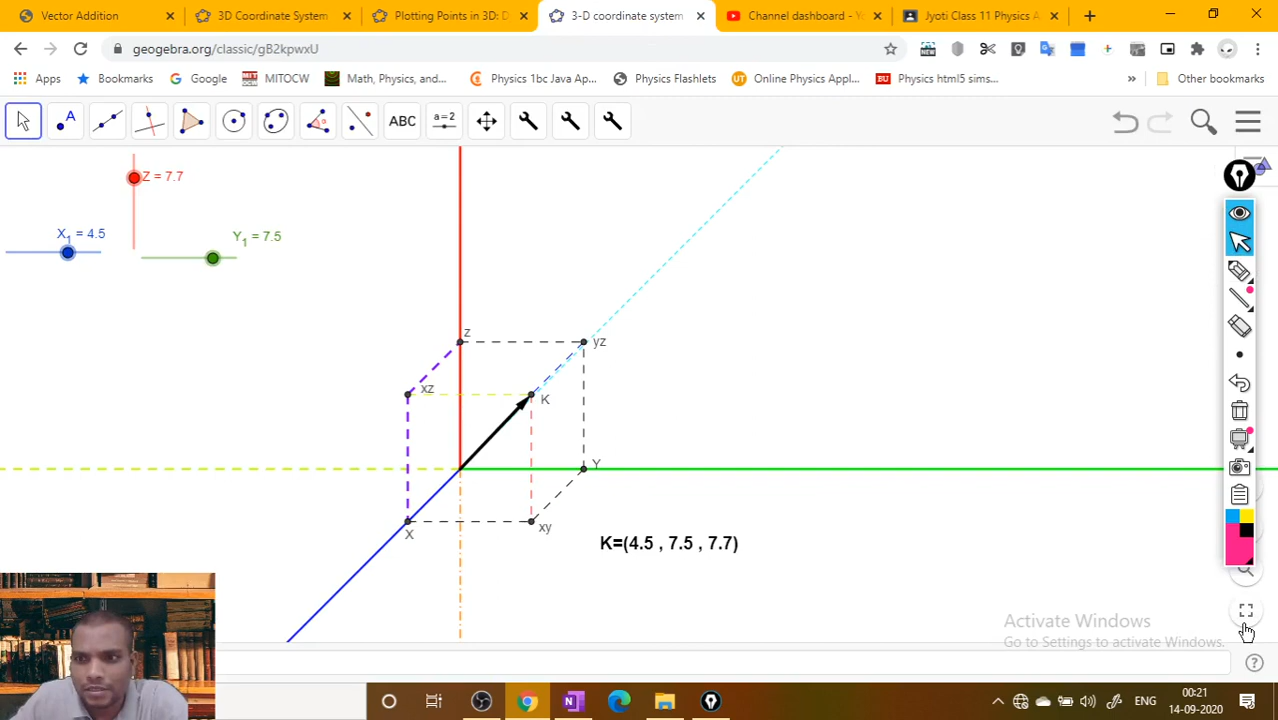 Vector Addition
3D Coordinate System
Plotting Points in 3D: D
3-D coordinate system
Channel dashboard - Y
Jyoti Class 11 Physics A
geogebra.org/classic/gB2kpwxU
Apps
Bookmarks
Google
MITOCW
Math, Physics, and...
Physics 1bc Java Ap...
Physics Flashlets
Online Physics Appl...
Physics html5 sims...
»
Other bookmarks
A
ABC
a=2
Z = 7.7
X1 = 4.5
Y1 = 7.5
z
yz
xz
K
Y
X
xy
K=(4.5 , 7.5 , 7.7)
Activate Windows
Go to Settings to activate Windows.
ENG
00:21
14-09-2020